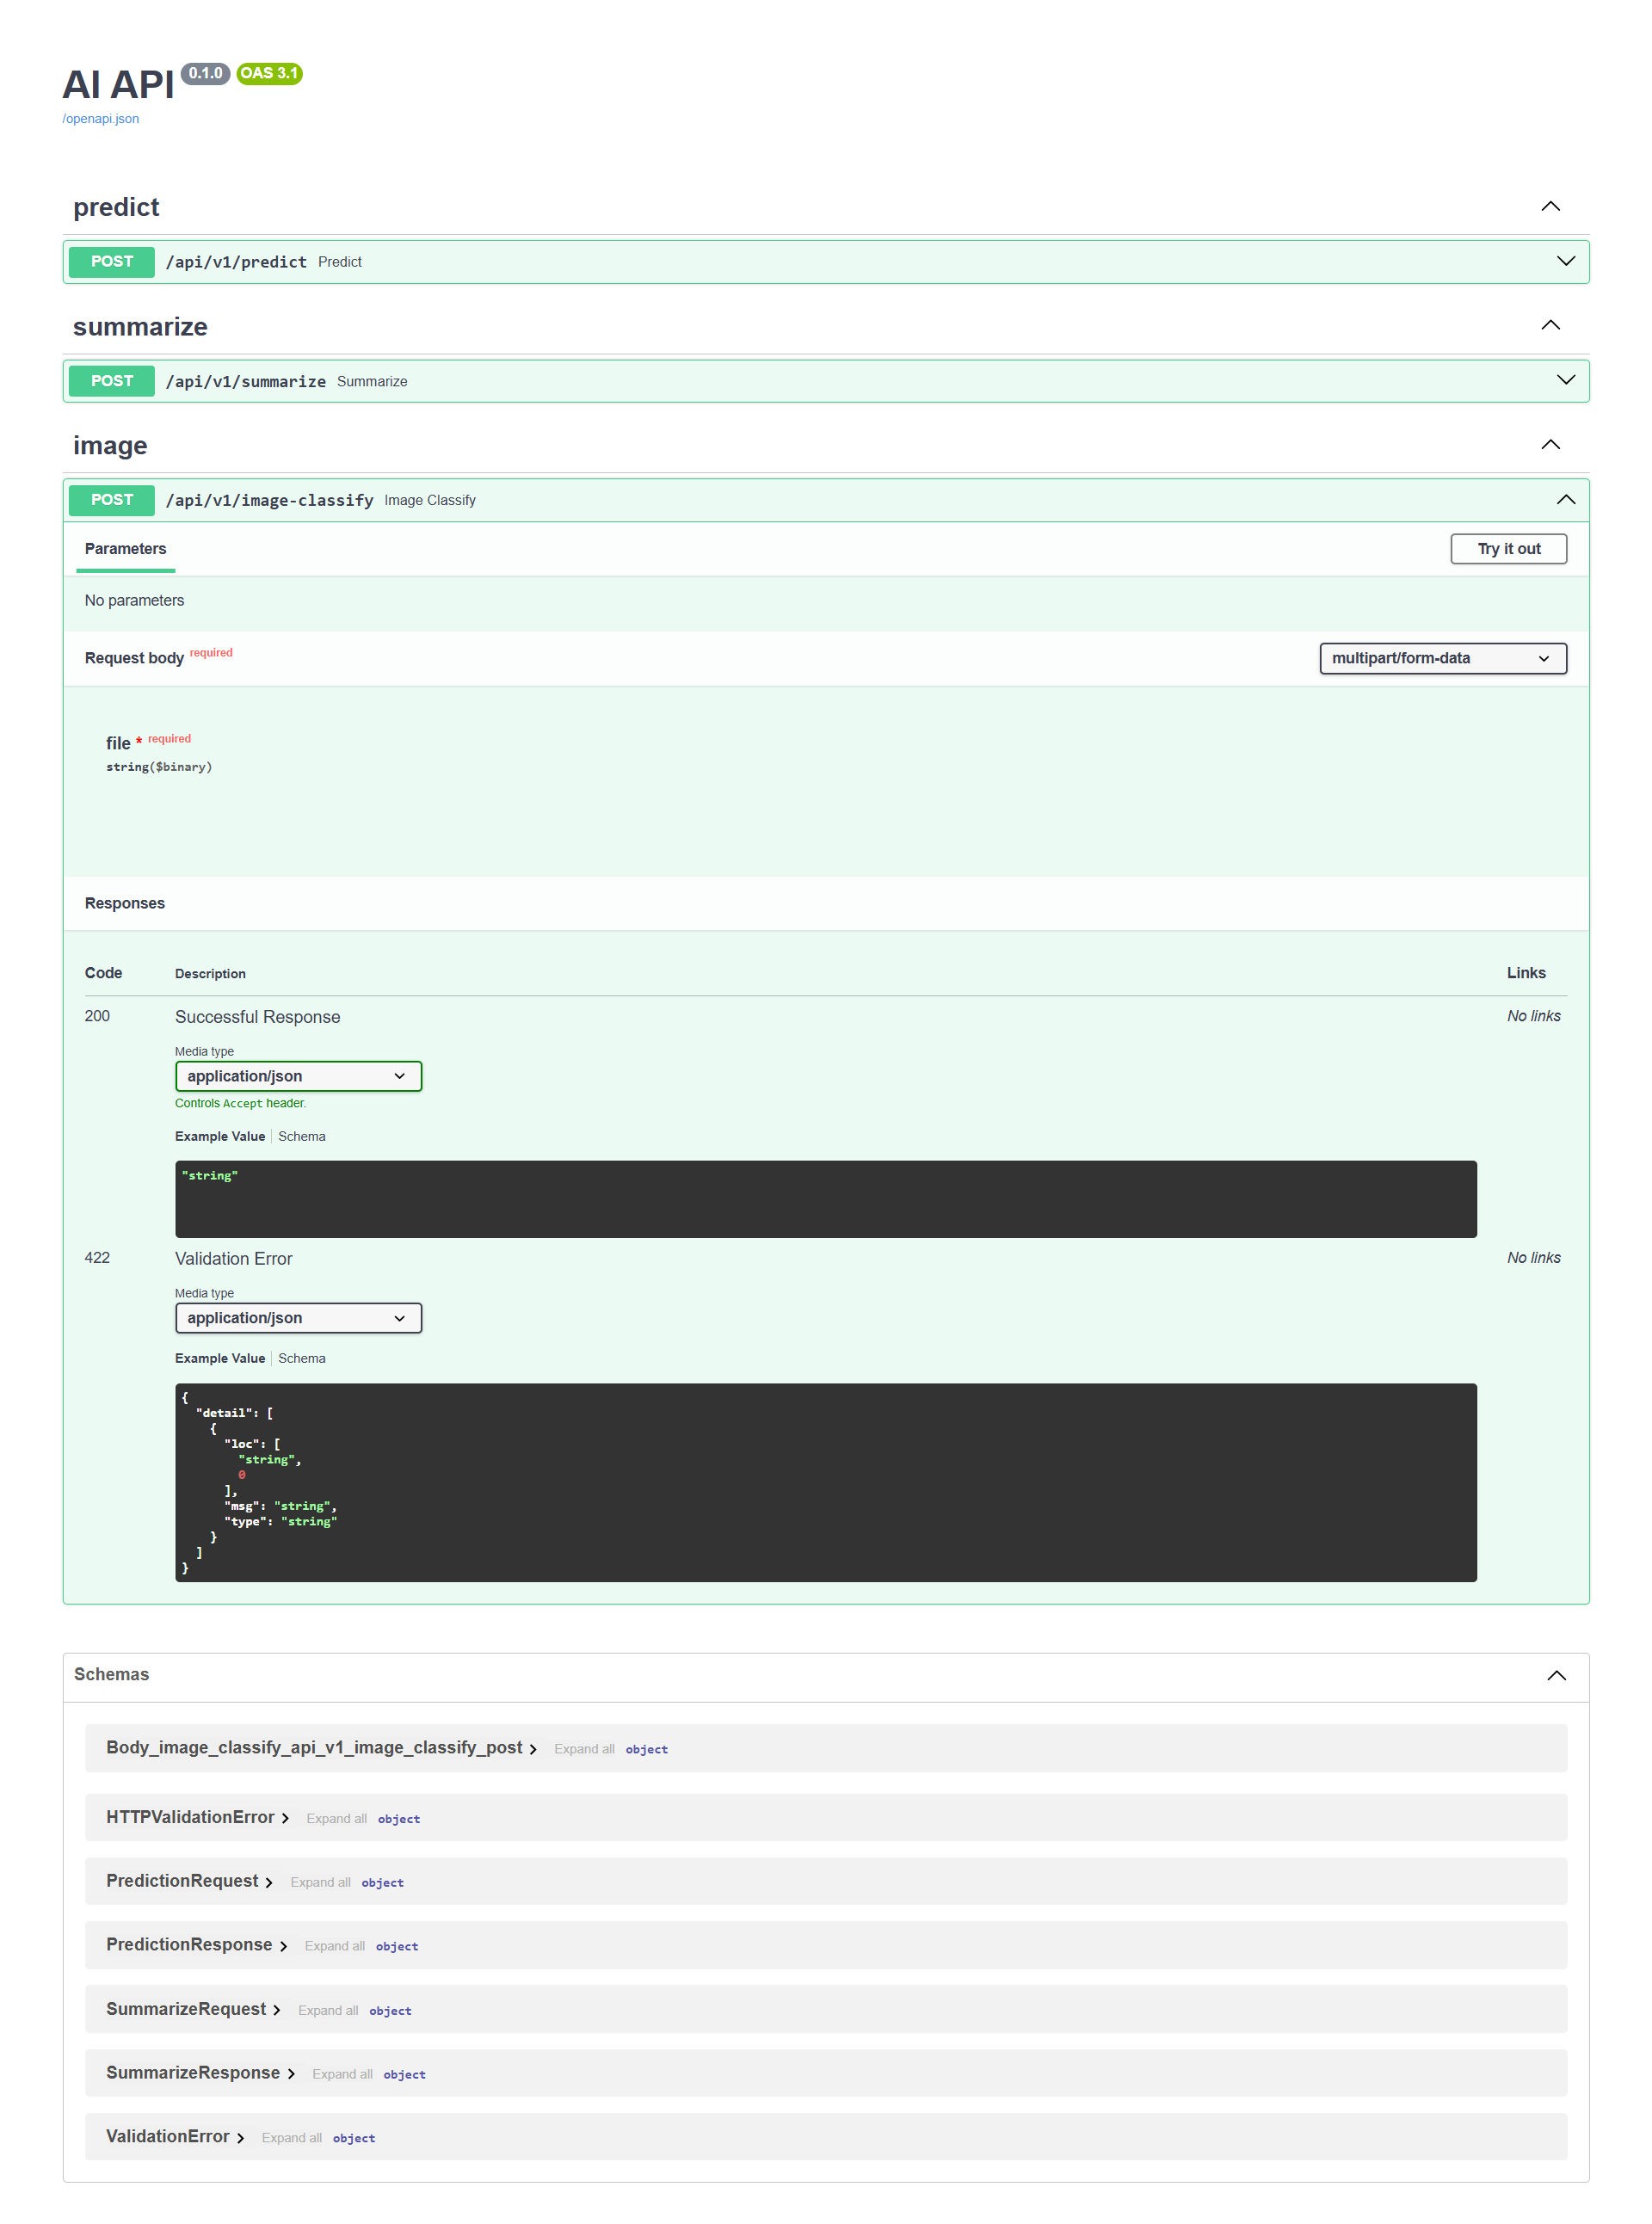 AI API 0.1.0 OAS 3.1
/openapi.json
predict
POST /api/v1/predict Predict
summarize
POST /api/v1/summarize Summarize
image
POST /api/v1/image-classify Image Classify
Parameters Try it out
No parameters
Request body required multipart/form-data
file * required
string($binary)
Responses
Code Description Links
200 Successful Response No links
Media type
application/json
Controls Accept header.
Example Value Schema
"string"
422 Validation Error No links
Media type
application/json
Example Value Schema
{
  "detail": [
    {
      "loc": [
        "string",
        0
      ],
      "msg": "string",
      "type": "string"
    }
  ]
}
Schemas
Body_image_classify_api_v1_image_classify_post Expand all object
HTTPValidationError Expand all object
PredictionRequest Expand all object
PredictionResponse Expand all object
SummarizeRequest Expand all object
SummarizeResponse Expand all object
ValidationError Expand all object